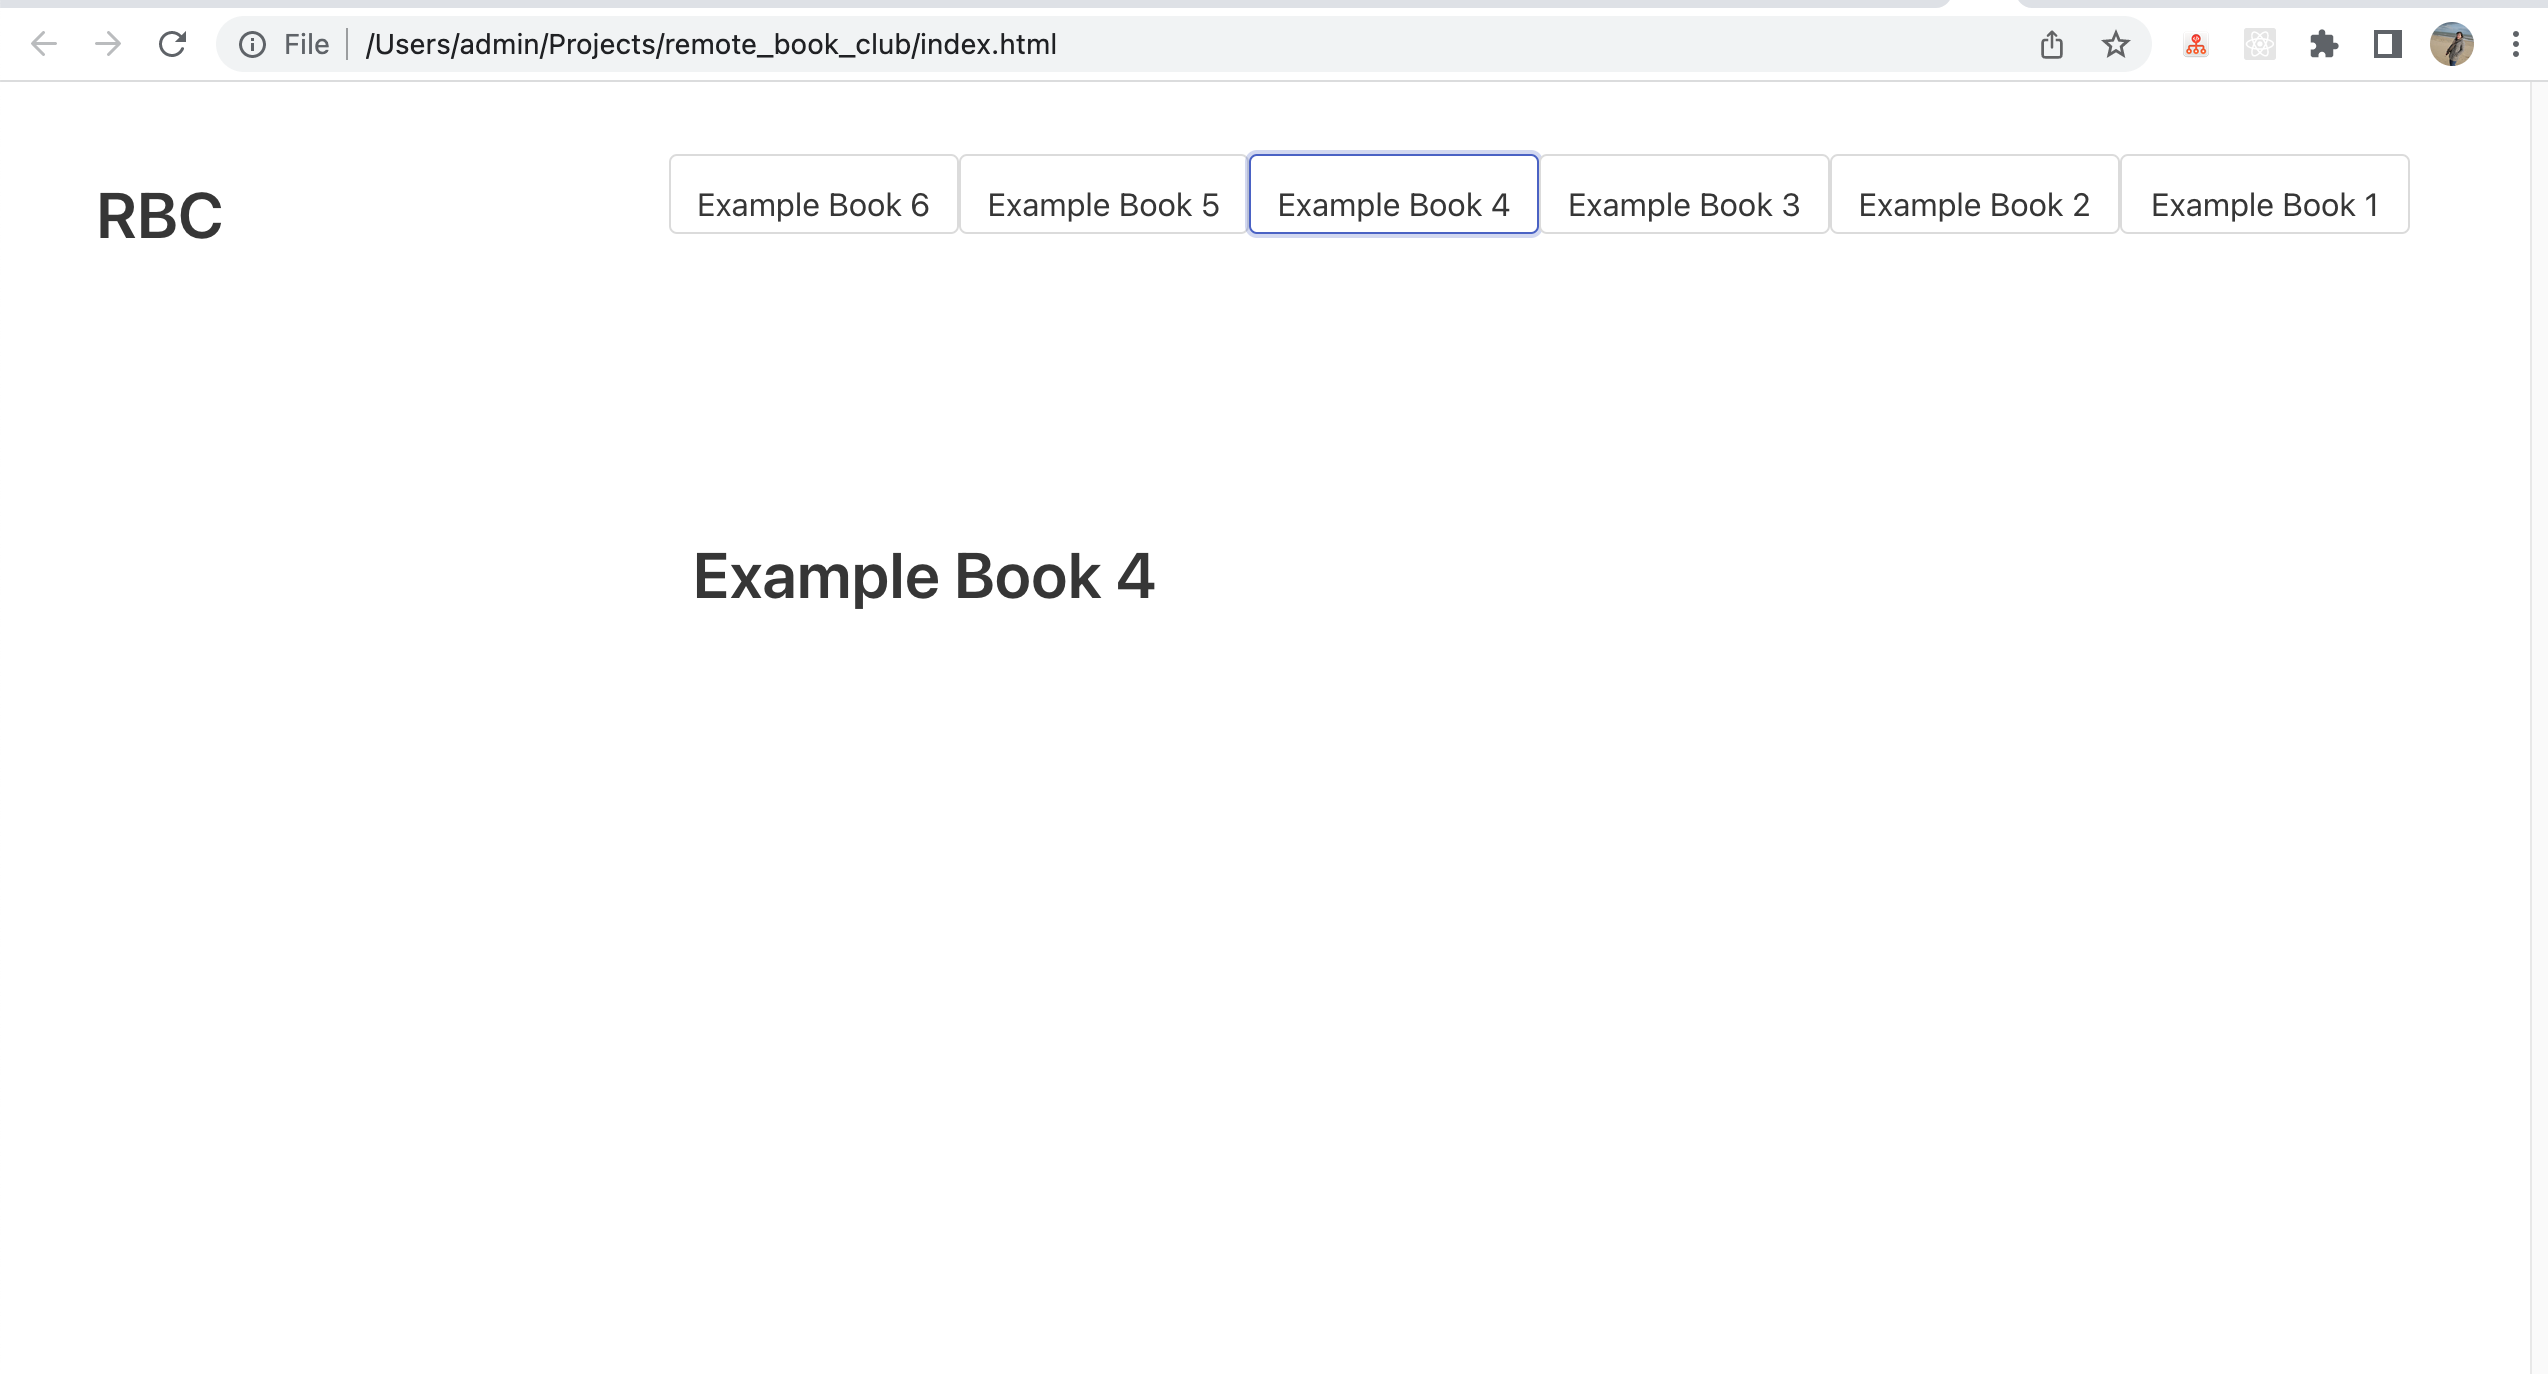 File | /Users/admin/Projects/remote_book_club/index.html
RBC
Example Book 6
Example Book 5
Example Book 4
Example Book 3
Example Book 2
Example Book 1
Example Book 4